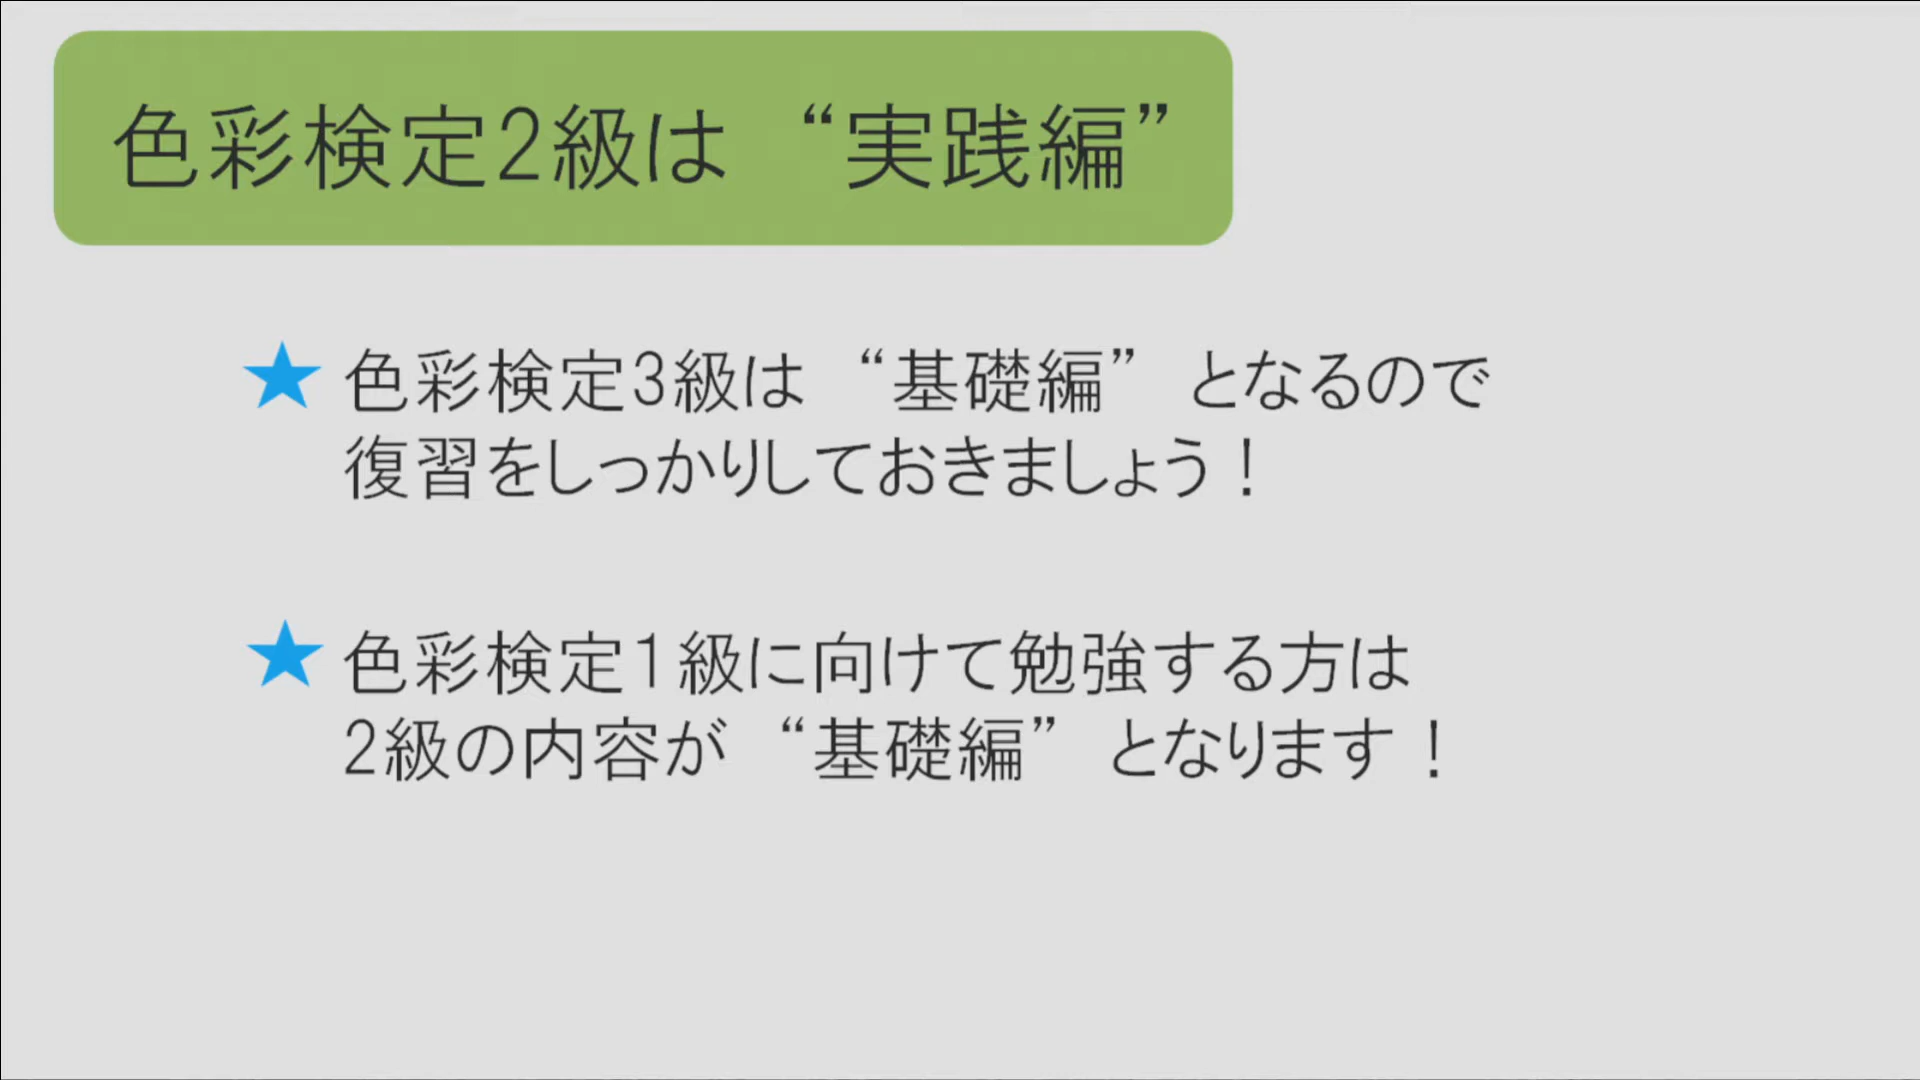 色彩検定2級は “実践編”
★ 色彩検定3級は “基礎編” となるので
復習をしっかりしておきましょう！
★ 色彩検定1級に向けて勉強する方は
2級の内容が “基礎編” となります！